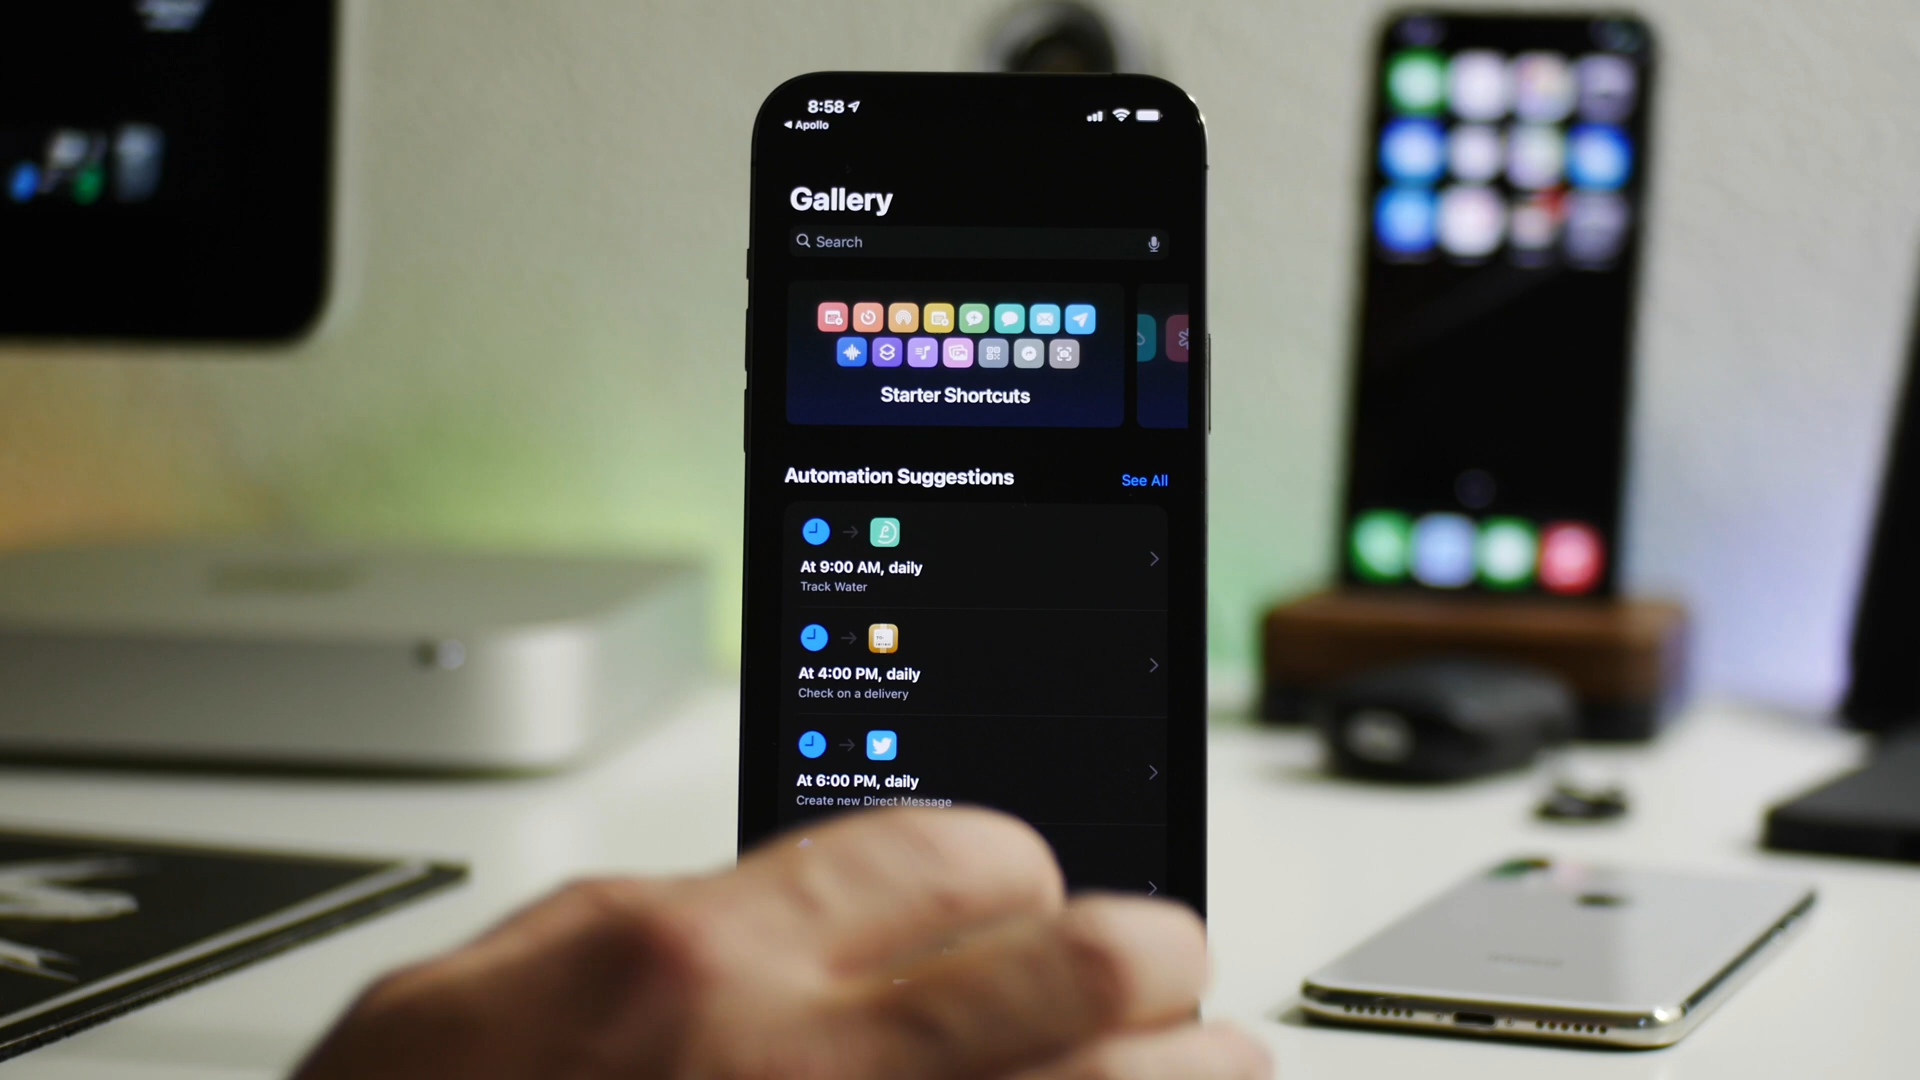 8:58
Apollo
Gallery
Search
Starter Shortcuts
Automation Suggestions
See All
At 9:00 AM, daily
Track Water
At 4:00 PM, daily
Check on a delivery
At 6:00 PM, daily
Create new Direct Message